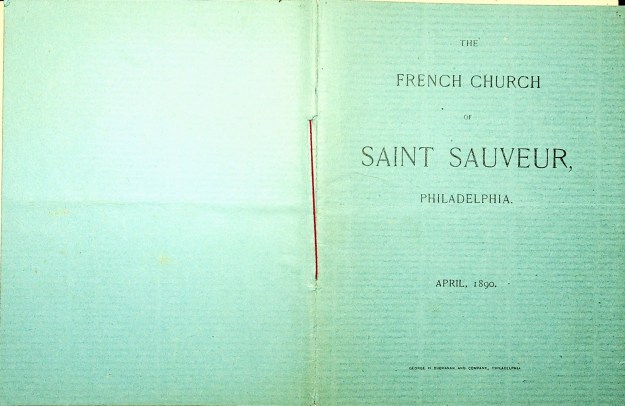 THE
FRENCH CHURCH
OF
SAINT SAUVEUR,
PHILADELPHIA.
APRIL, 1890.
GEORGE H BUCHANAN AND COMPANY, PHILADELPHIA